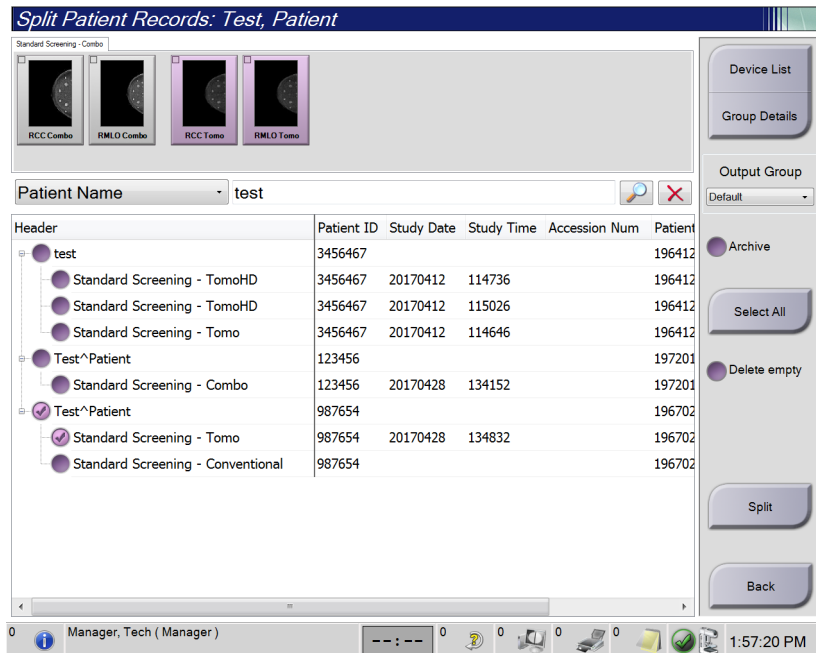 Split Patient Records: Test, Patient
Standard Screening - Combo
RCC Combo RMLO Combo RCC Tomo RMLO Tomo
Device List
Group Details
Output Group
Default
Patient Name test
Header Patient ID Study Date Study Time Accession Num Patient
test 3456467 196412
Standard Screening - TomoHD 3456467 20170412 114736 196412
Standard Screening - TomoHD 3456467 20170412 115026 196412
Standard Screening - Tomo 3456467 20170412 114646 196412
Test^Patient 123456 197201
Standard Screening - Combo 123456 20170428 134152 197201
Test^Patient 987654 196702
Standard Screening - Tomo 987654 20170428 134832 196702
Standard Screening - Conventional 987654 196702
Archive
Select All
Delete empty
Split
Back
0 Manager, Tech ( Manager ) --:-- 0 0 0 0 1:57:20 PM